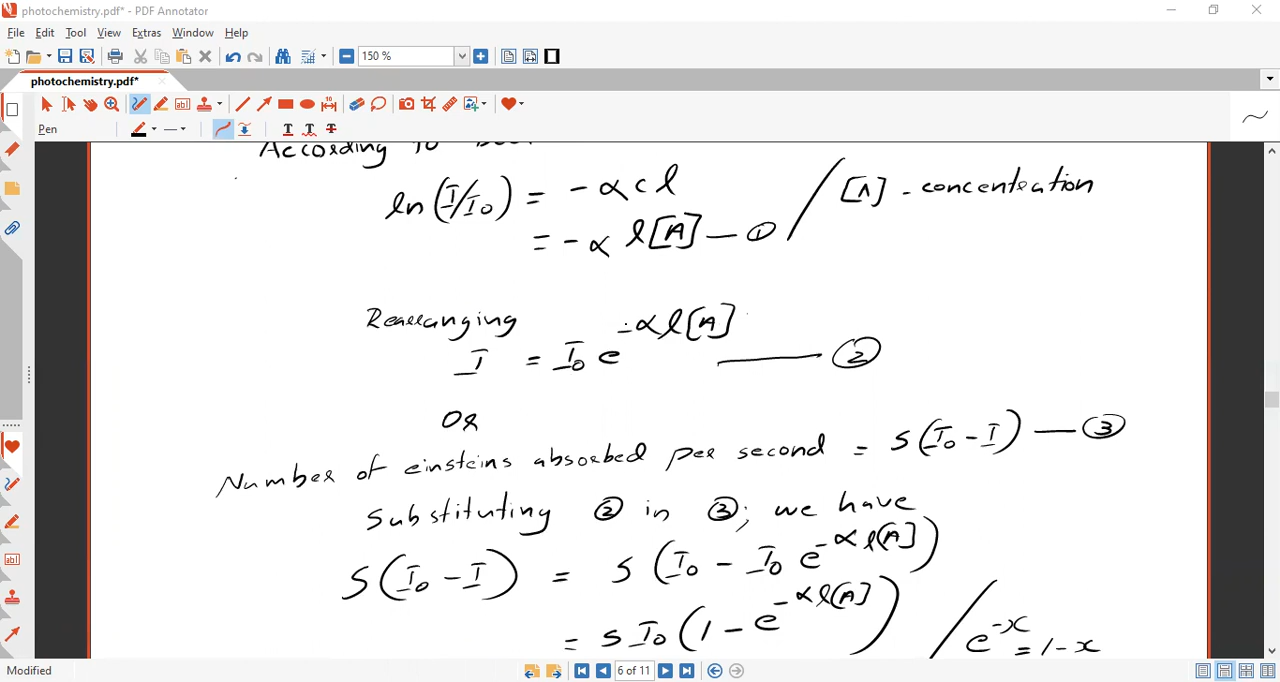 photochemistry.pdf* - PDF Annotator
File Edit Tool View Extras Window Help
150 %
photochemistry.pdf*
Pen
According to
ln(I/I₀) = - α c l
= - α l[A] — ①
[A] - concentration
Rearranging
I = I₀ e^{-αl[A]} — ②
OR
Number of einsteins absorbed per second = S(I₀ - I) — ③
Substituting ② in ③; we have
S(I₀ - I) = S(I₀ - I₀ e^{-αl[A]})
= S I₀(1 - e^{-αl[A]})
e^{-x} = 1 - x
Modified
6 of 11